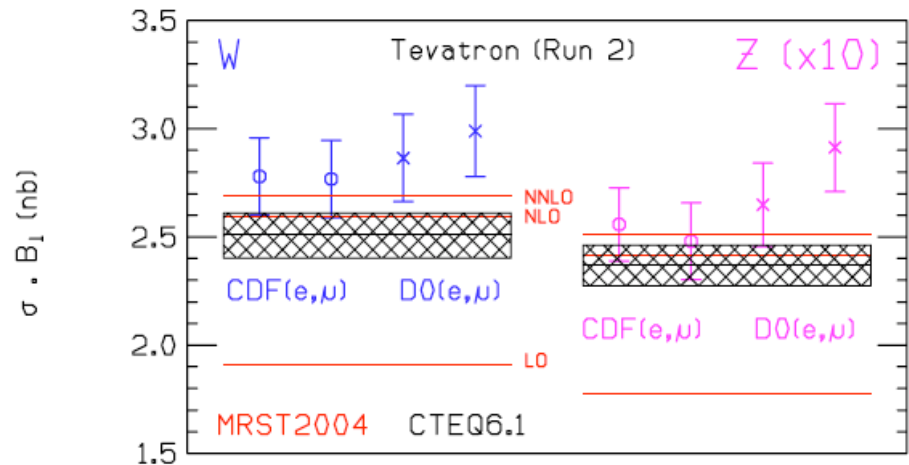 3.5
W
Tevatron (Run 2)
Z (x10)
3.0
NNLO
NLO
2.5
CDF(e,μ)
D0(e,μ)
CDF(e,μ)
D0(e,μ)
2.0
LO
MRST2004
CTEQ6.1
1.5
σ . Bₗ (nb)